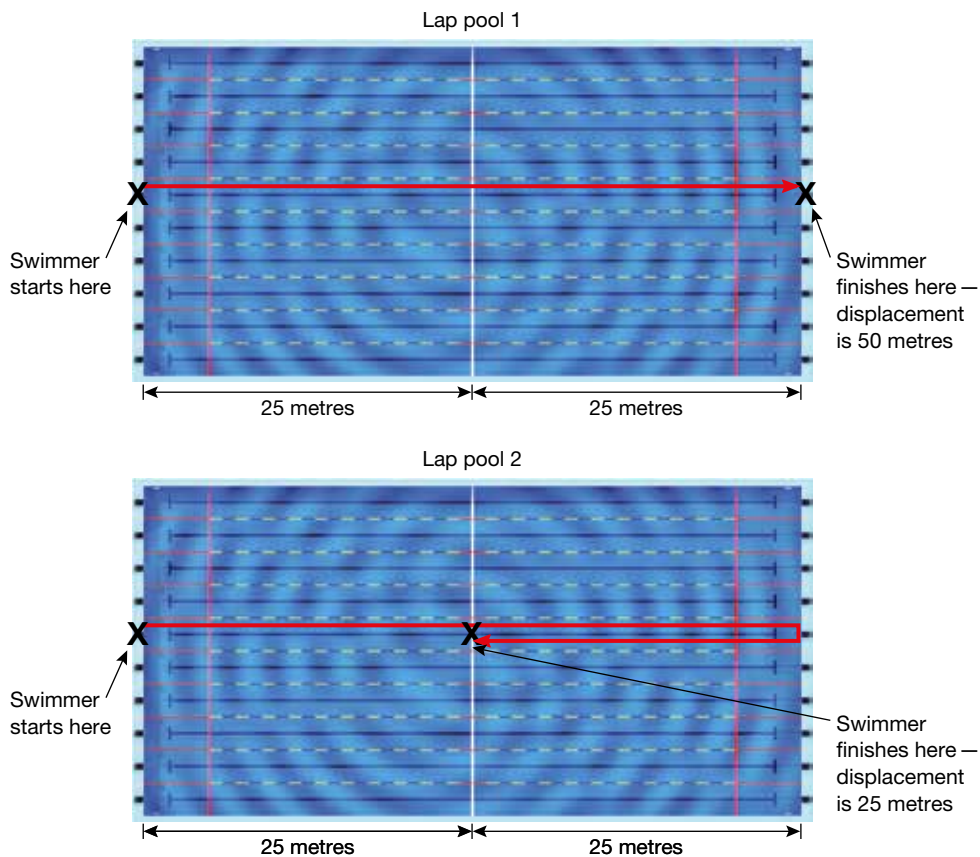 Lap pool 1
X
X
Swimmer
starts here
Swimmer
finishes here —
displacement
is 50 metres
25 metres
25 metres
Lap pool 2
X
X
Swimmer
starts here
Swimmer
finishes here —
displacement
is 25 metres
25 metres
25 metres